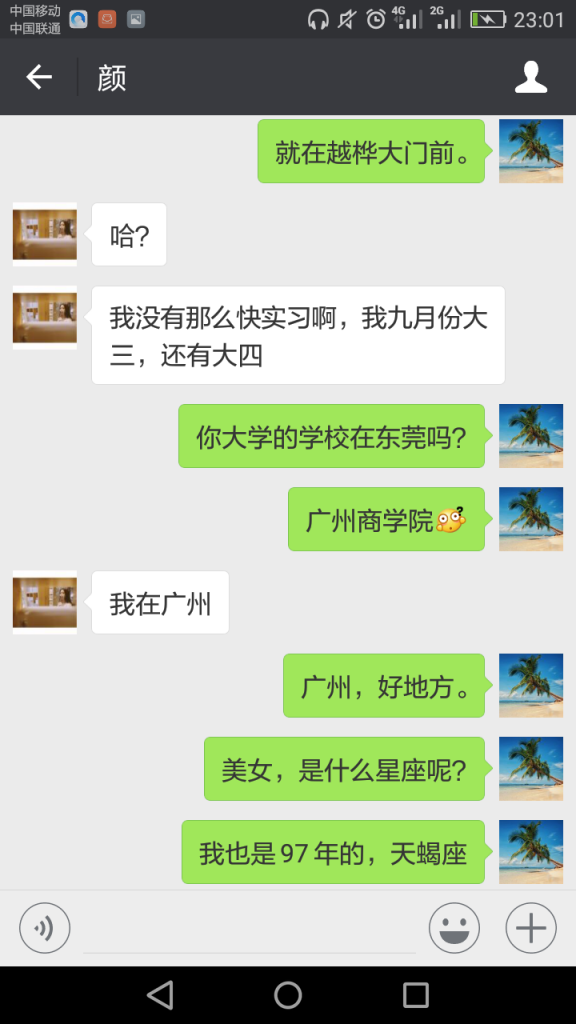 中国移动
中国联通
4G
2G
23:01
颜
就在越桦大门前。
哈?
我没有那么快实习啊，我九月份大
三，还有大四
你大学的学校在东莞吗?
广州商学院
我在广州
广州，好地方。
美女，是什么星座呢?
我也是97年的，天蝎座